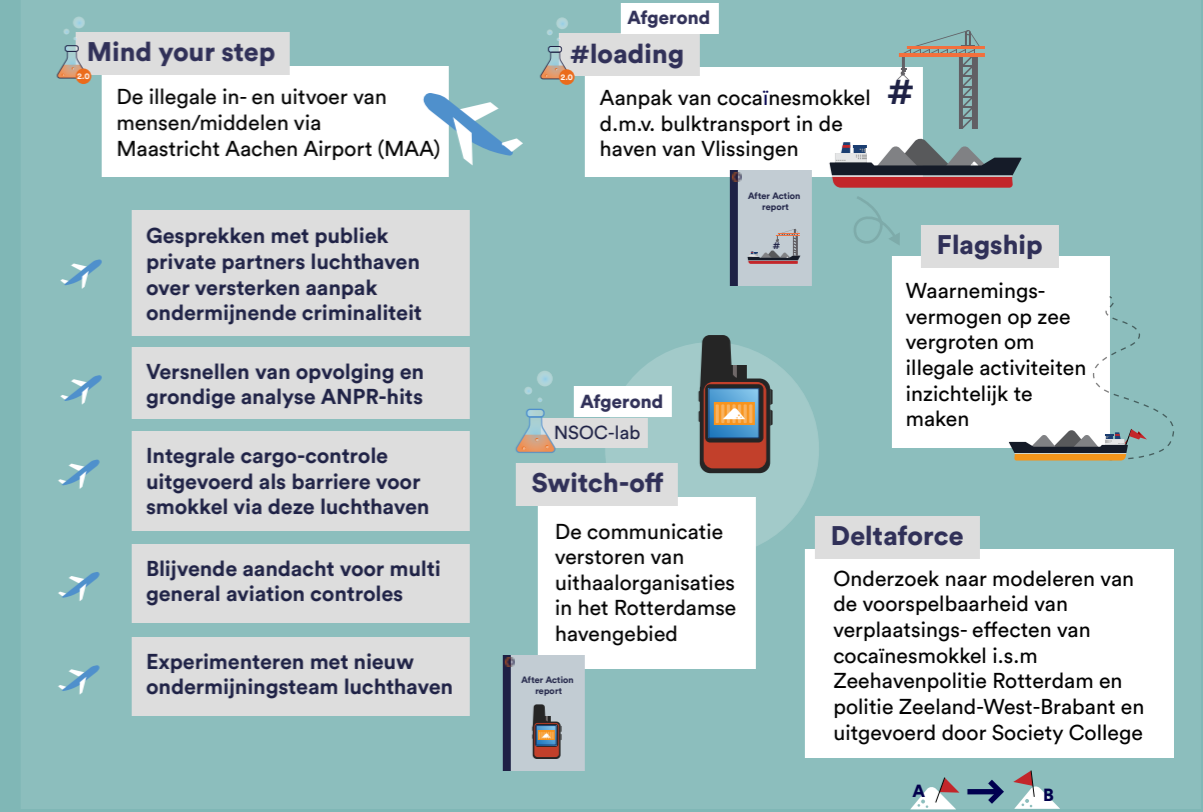 Mind your step
2.0
De illegale in- en uitvoer van
mensen/middelen via
Maastricht Aachen Airport (MAA)
Gesprekken met publiek
private partners luchthaven
over versterken aanpak
ondermijnende criminaliteit
Versnellen van opvolging en
grondige analyse ANPR-hits
Integrale cargo-controle
uitgevoerd als barriere voor
smokkel via deze luchthaven
Blijvende aandacht voor multi
general aviation controles
Experimenteren met nieuw
ondermijningsteam luchthaven
Afgerond
#loading
2.0
Aanpak van cocaïnesmokkel
d.m.v. bulktransport in de
haven van Vlissingen
#
After Action
report
#
Flagship
Waarnemings-
vermogen op zee
vergroten om
illegale activiteiten
inzichtelijk te
maken
Afgerond
NSOC-lab
Switch-off
De communicatie
verstoren van
uithaalorganisaties
in het Rotterdamse
havengebied
After Action
report
Deltaforce
Onderzoek naar modeleren van
de voorspelbaarheid van
verplaatsings- effecten van
cocaïnesmokkel i.s.m
Zeehavenpolitie Rotterdam en
politie Zeeland-West-Brabant en
uitgevoerd door Society College
A B